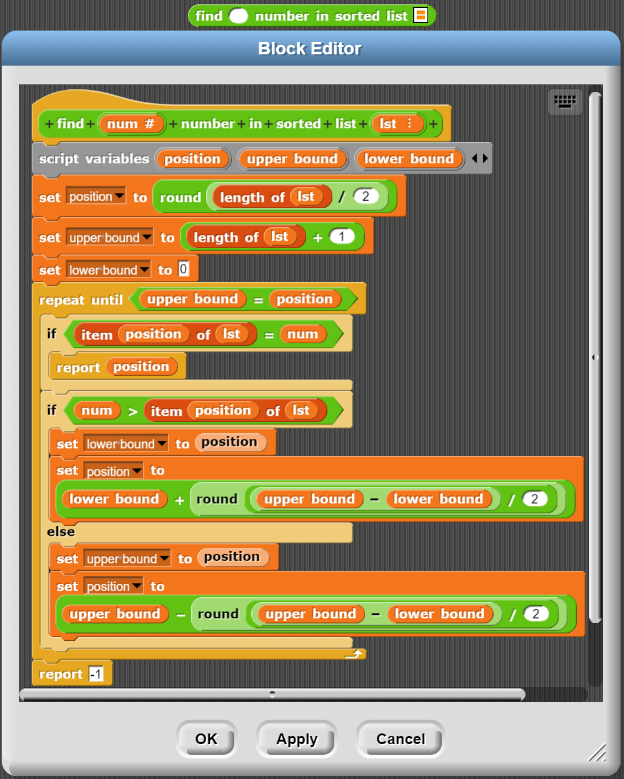 find number in sorted list
Block Editor
+ find + num # + number + in + sorted + list + lst ⋮ +
script variables position upper bound lower bound
set position to round length of lst / 2
set upper bound to length of lst + 1
set lower bound to 0
repeat until upper bound = position
if item position of lst = num
report position
if num > item position of lst
set lower bound to position
set position to
lower bound + round upper bound - lower bound / 2
else
set upper bound to position
set position to
upper bound - round upper bound - lower bound / 2
report -1
OK Apply Cancel